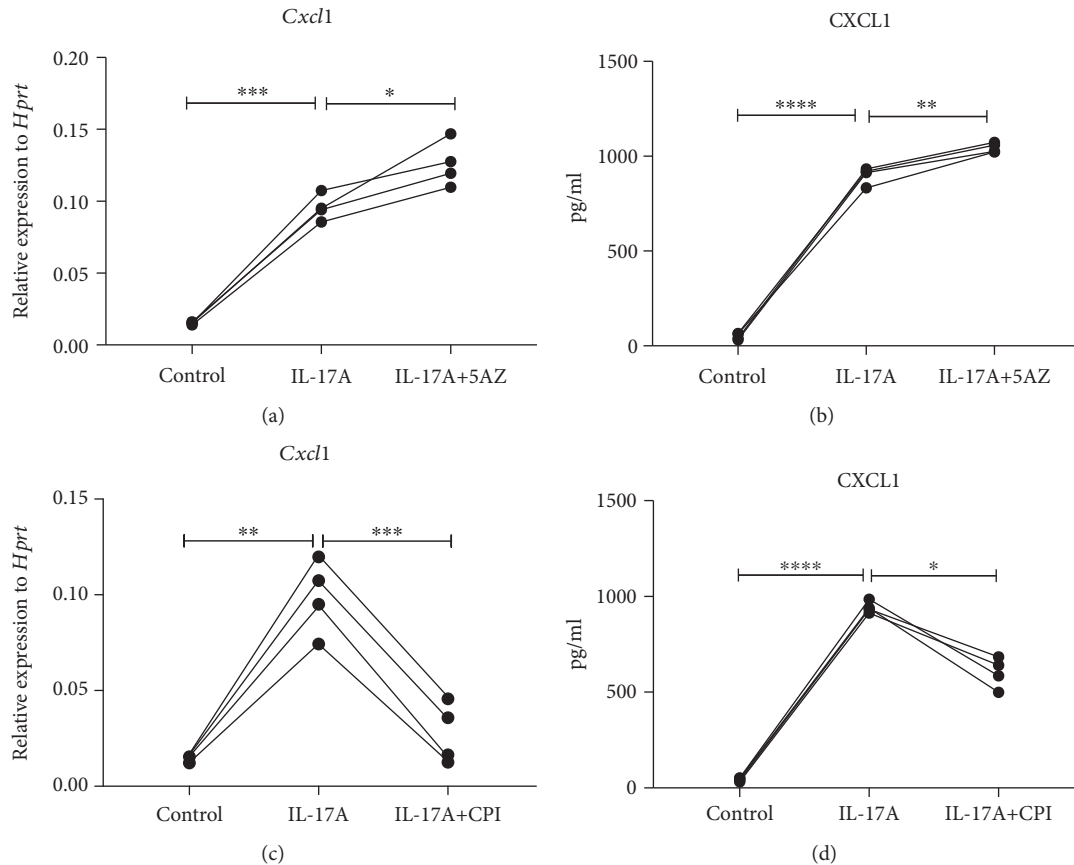 Cxcl1
Relative expression to Hprt
0.20
0.15
0.10
0.05
0.00
***
*
Control
IL-17A
IL-17A+5AZ
(a)
CXCL1
pg/ml
1500
1000
500
0
****
**
Control
IL-17A
IL-17A+5AZ
(b)
Cxcl1
Relative expression to Hprt
0.15
0.10
0.05
0.00
**
***
Control
IL-17A
IL-17A+CPI
(c)
CXCL1
pg/ml
1500
1000
500
0
****
*
Control
IL-17A
IL-17A+CPI
(d)